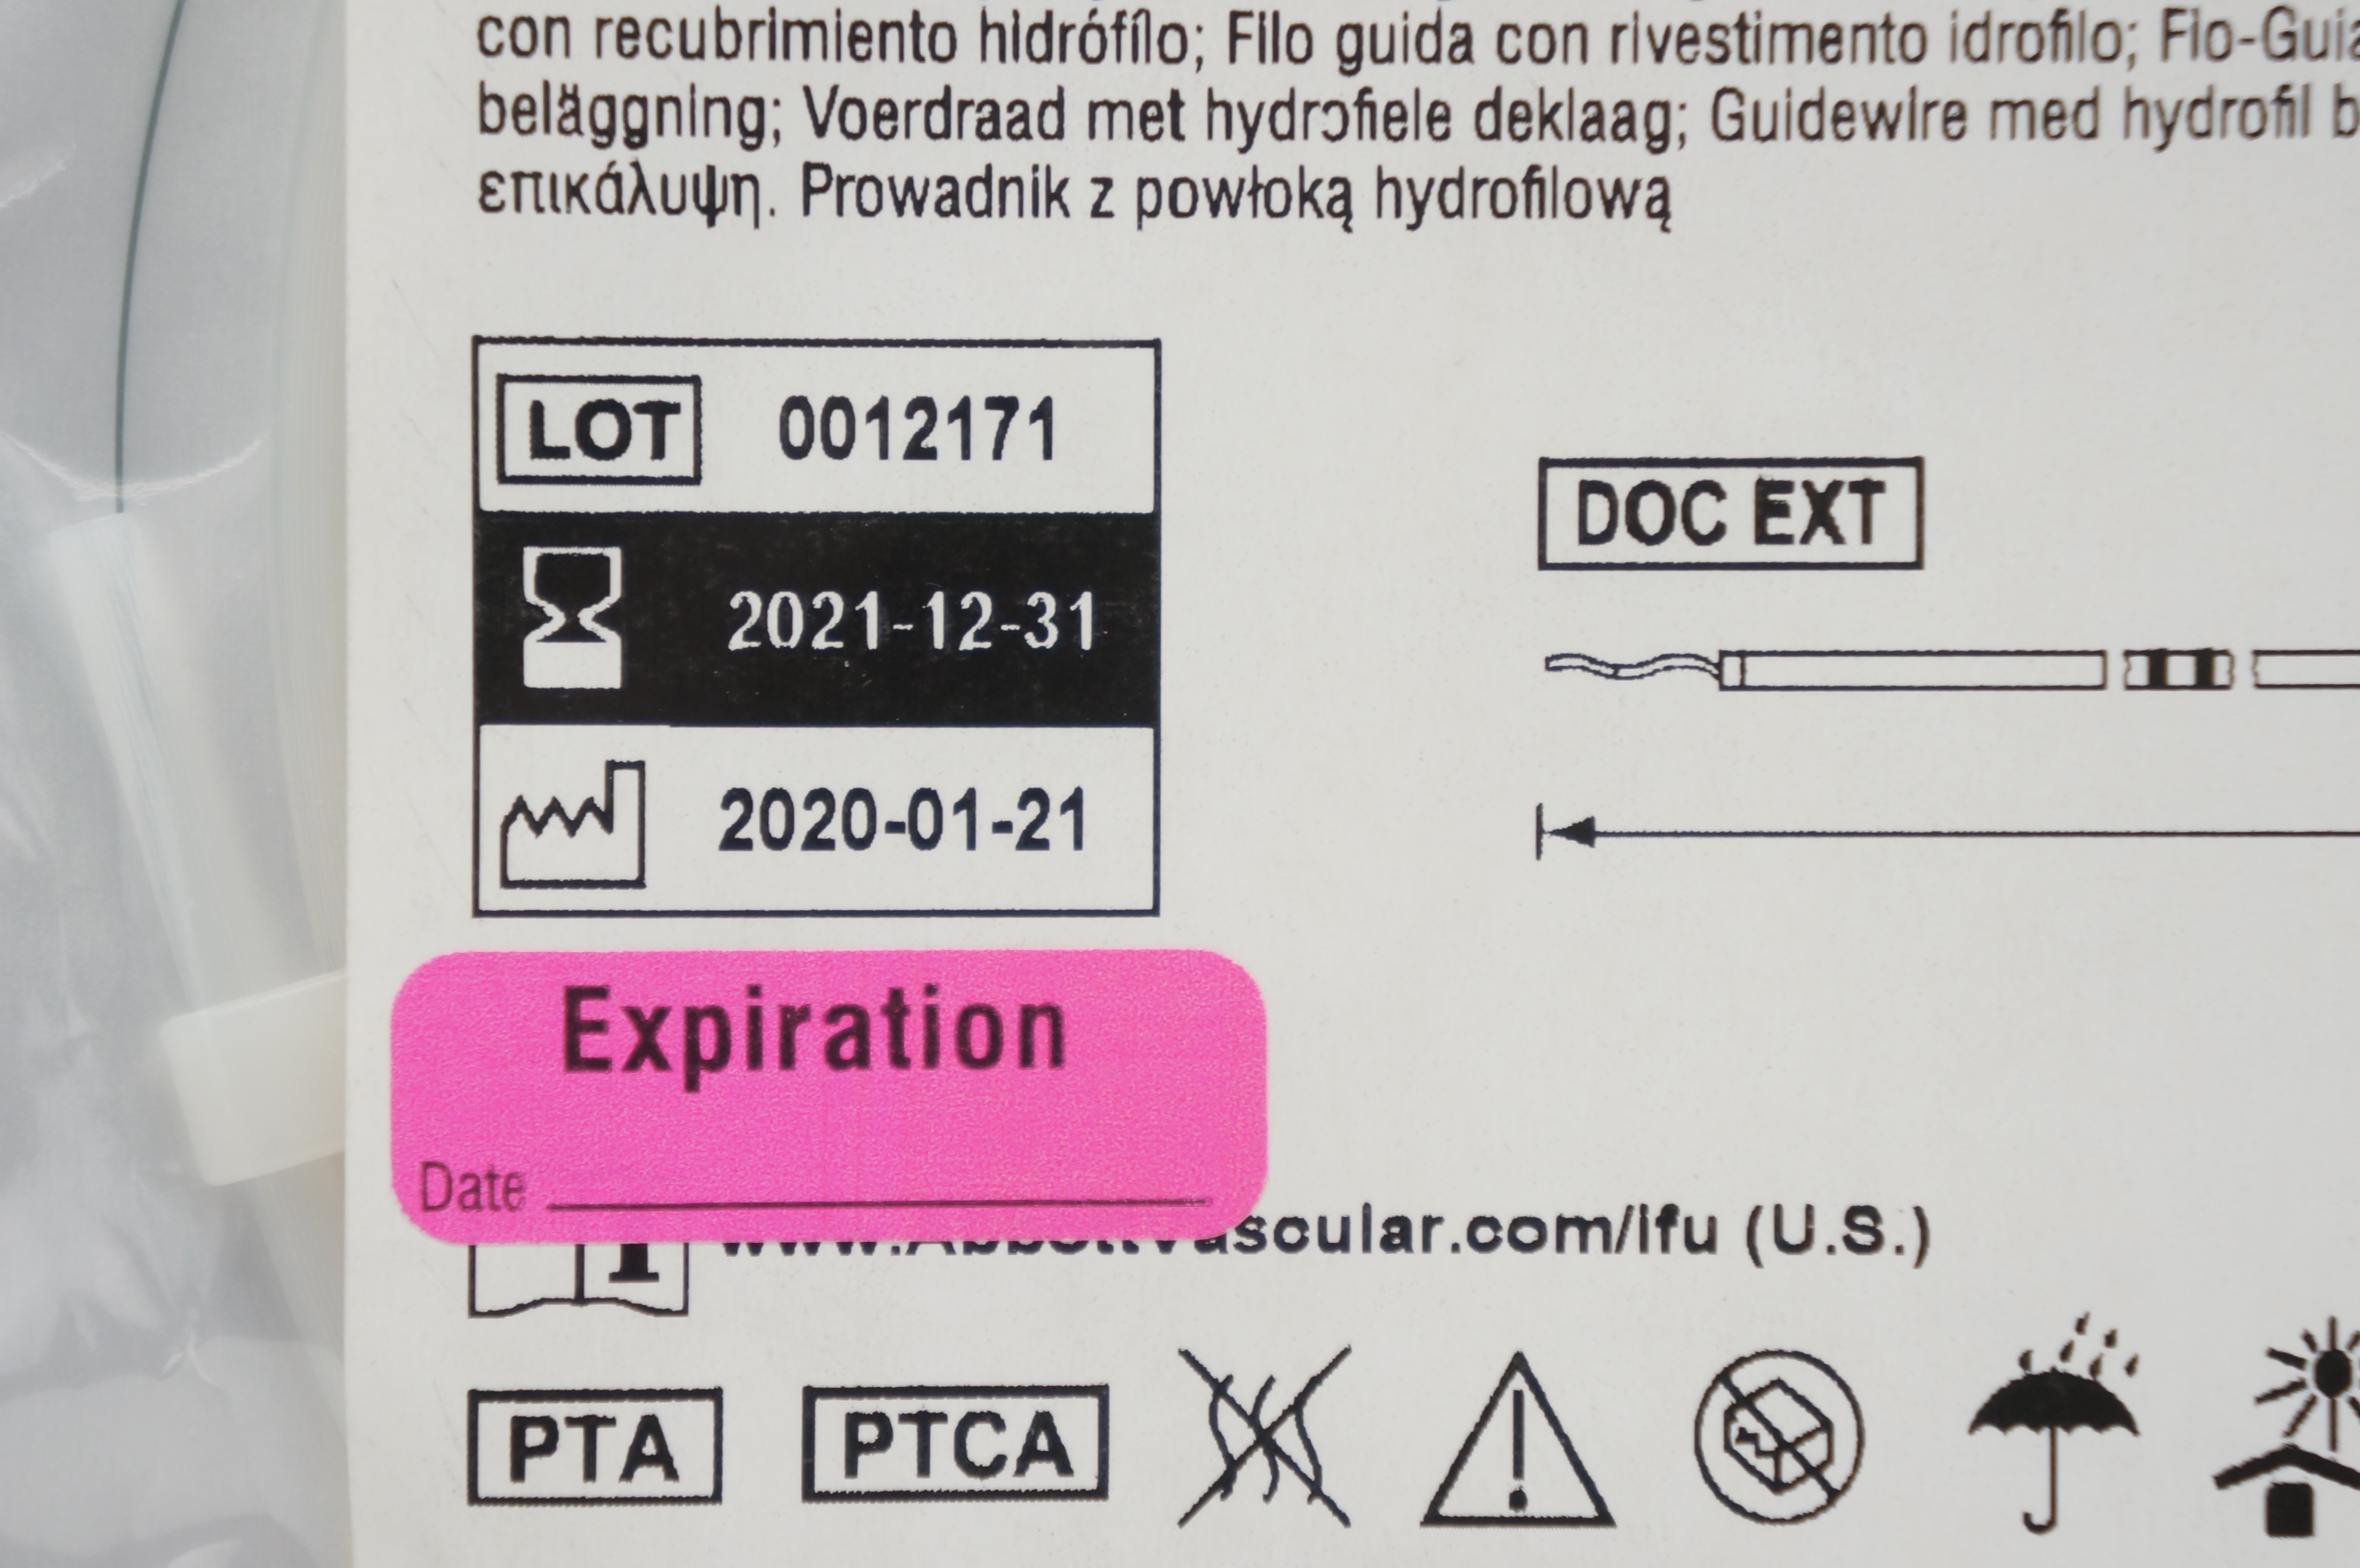 con recubrimiento hidrófilo; Filo guida con rivestimento idrofilo; Fio-Guia
beläggning; Voerdraad met hydrofiele deklaag; Guidewire med hydrofil b
επικάλυψη. Prowadnik z powłoką hydrofilową
LOT 0012171
2021-12-31
2020-01-21
DOC EXT
Expiration
Date
www.AbbottVascular.com/ifu (U.S.)
PTA PTCA